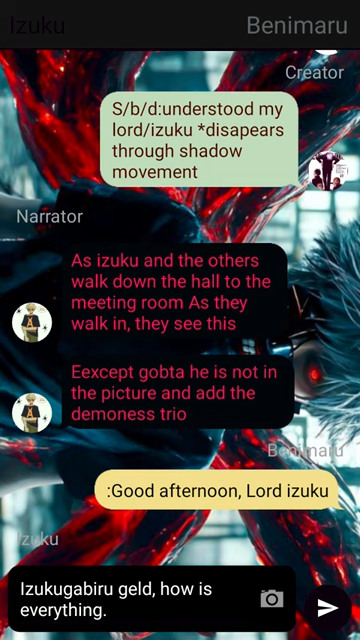 Izuku
Benimaru
Creator
S/b/d:understood my
lord/izuku *disapears
through shadow
movement
Narrator
As izuku and the others
walk down the hall to the
meeting room As they
walk in, they see this
Eexcept gobta he is not in
the picture and add the
demoness trio
Benimaru
:Good afternoon, Lord izuku
Izuku
Izukugabiru geld, how is
everything.